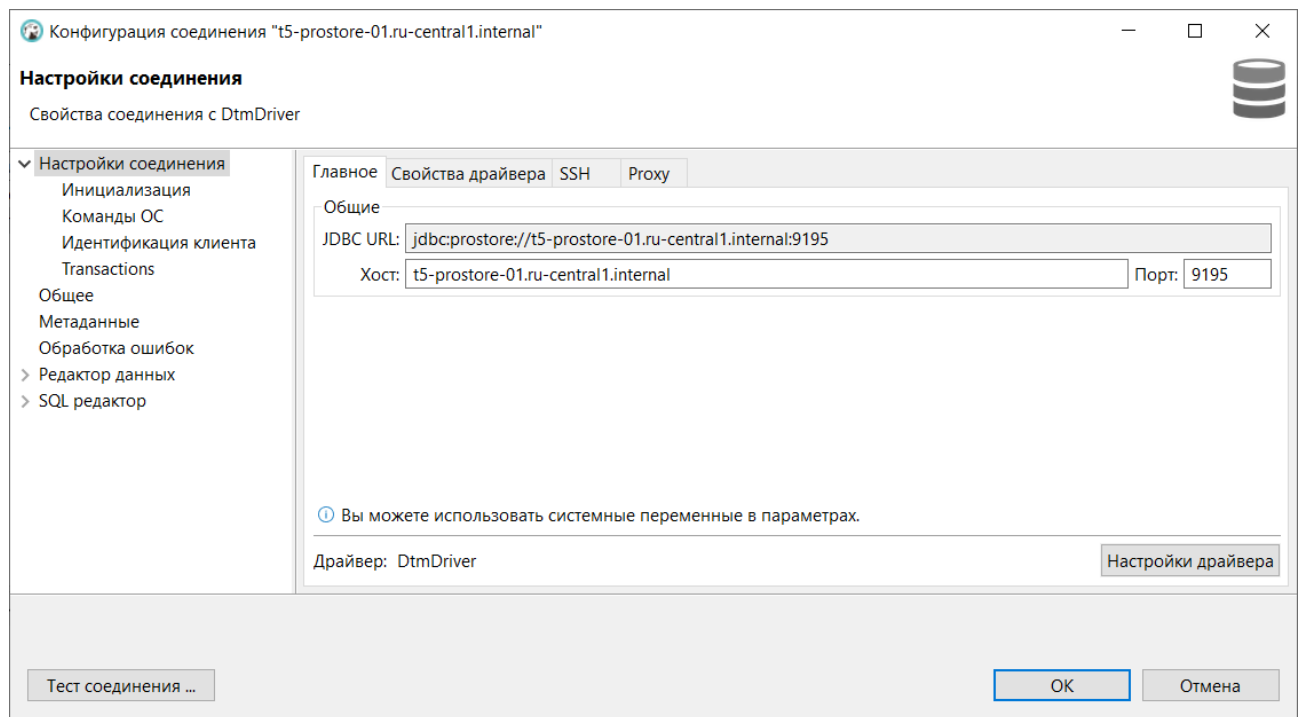 Конфигурация соединения "t5-prostore-01.ru-central1.internal"
Настройки соединения
Свойства соединения с DtmDriver
Настройки соединения
Инициализация
Команды ОС
Идентификация клиента
Transactions
Общее
Метаданные
Обработка ошибок
Редактор данных
SQL редактор
Главное Свойства драйвера SSH Proxy
Общие
JDBC URL: jdbc:prostore://t5-prostore-01.ru-central1.internal:9195
Хост: t5-prostore-01.ru-central1.internal Порт: 9195
Вы можете использовать системные переменные в параметрах.
Драйвер: DtmDriver Настройки драйвера
Тест соединения ... ОК Отмена